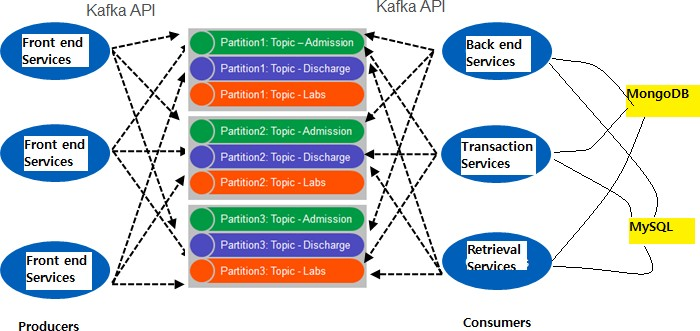 Kafka API
Kafka API
Front end
Services
Partition1: Topic – Admission
Partition1: Topic - Discharge
Partition1: Topic - Labs
Back end
Services
MongoDB
Front end
Services
Partition2: Topic - Admission
Partition2: Topic - Discharge
Partition2: Topic - Labs
Transaction
Services
MySQL
Front end
Services
Partition3: Topic - Admission
Partition3: Topic - Discharge
Partition3: Topic - Labs
Retrieval
Services
Producers
Consumers